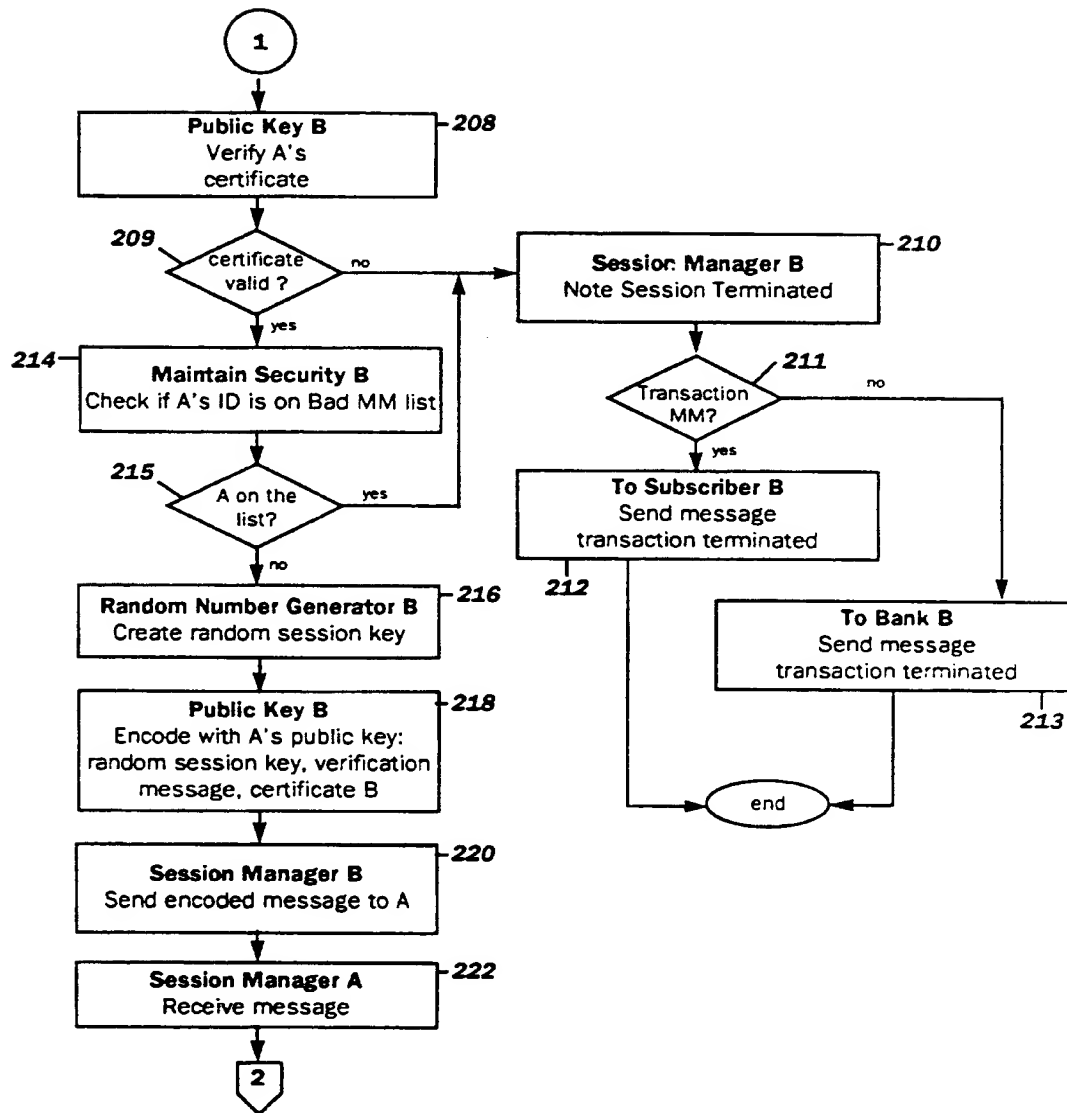 1
Public Key B
Verify A's
certificate
208
209
certificate
valid ?
no
yes
210
Session Manager B
Note Session Terminated
214
Maintain Security B
Check if A's ID is on Bad MM list
211
Transaction
MM?
no
yes
215
A on the
list?
yes
no
To Subscriber B
Send message
transaction terminated
212
216
Random Number Generator B
Create random session key
To Bank B
Send message
transaction terminated
213
218
Public Key B
Encode with A's public key:
random session key, verification
message, certificate B
end
220
Session Manager B
Send encoded message to A
222
Session Manager A
Receive message
2